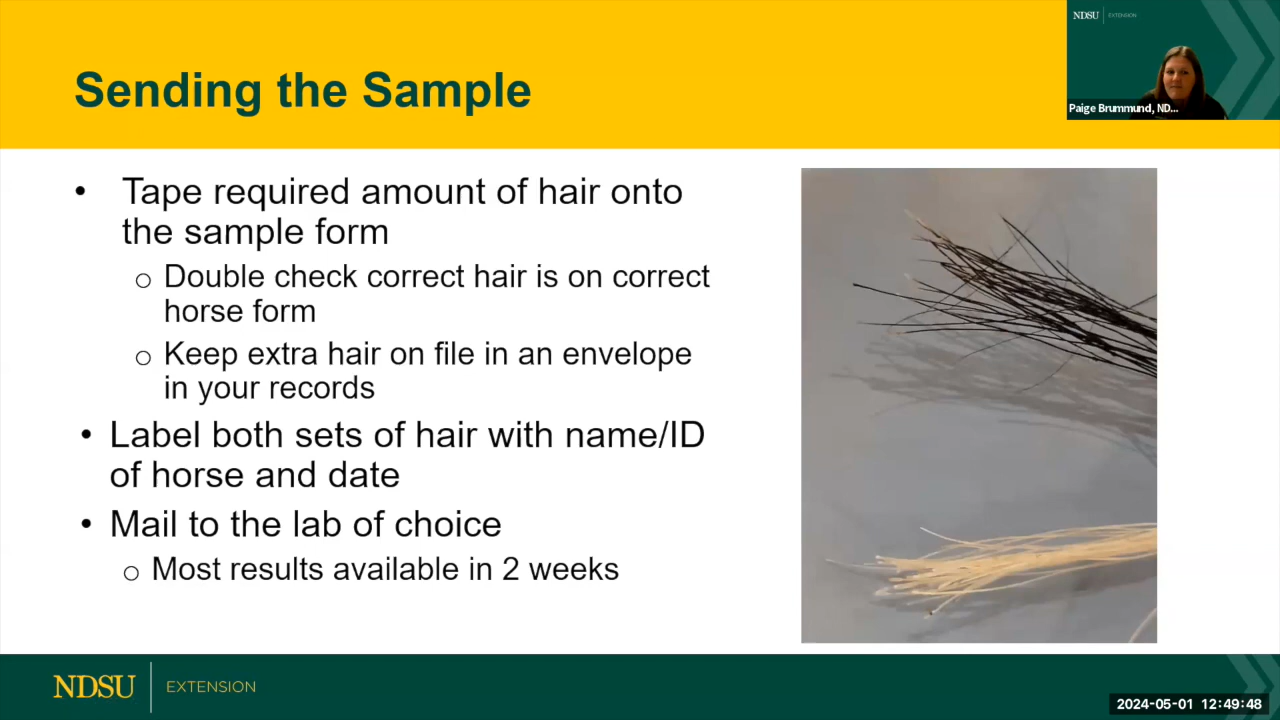 NDSU EXTENSION
Sending the Sample
Paige Brummund, ND...
• Tape required amount of hair onto
the sample form
o Double check correct hair is on correct
horse form
o Keep extra hair on file in an envelope
in your records
• Label both sets of hair with name/ID
of horse and date
• Mail to the lab of choice
o Most results available in 2 weeks
NDSU EXTENSION
2024-05-01 12:49:48